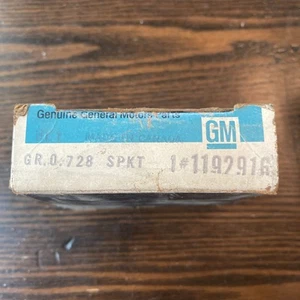 Genuine General Motors Parts
GM
GR.0.728 SPKT 1#1192916